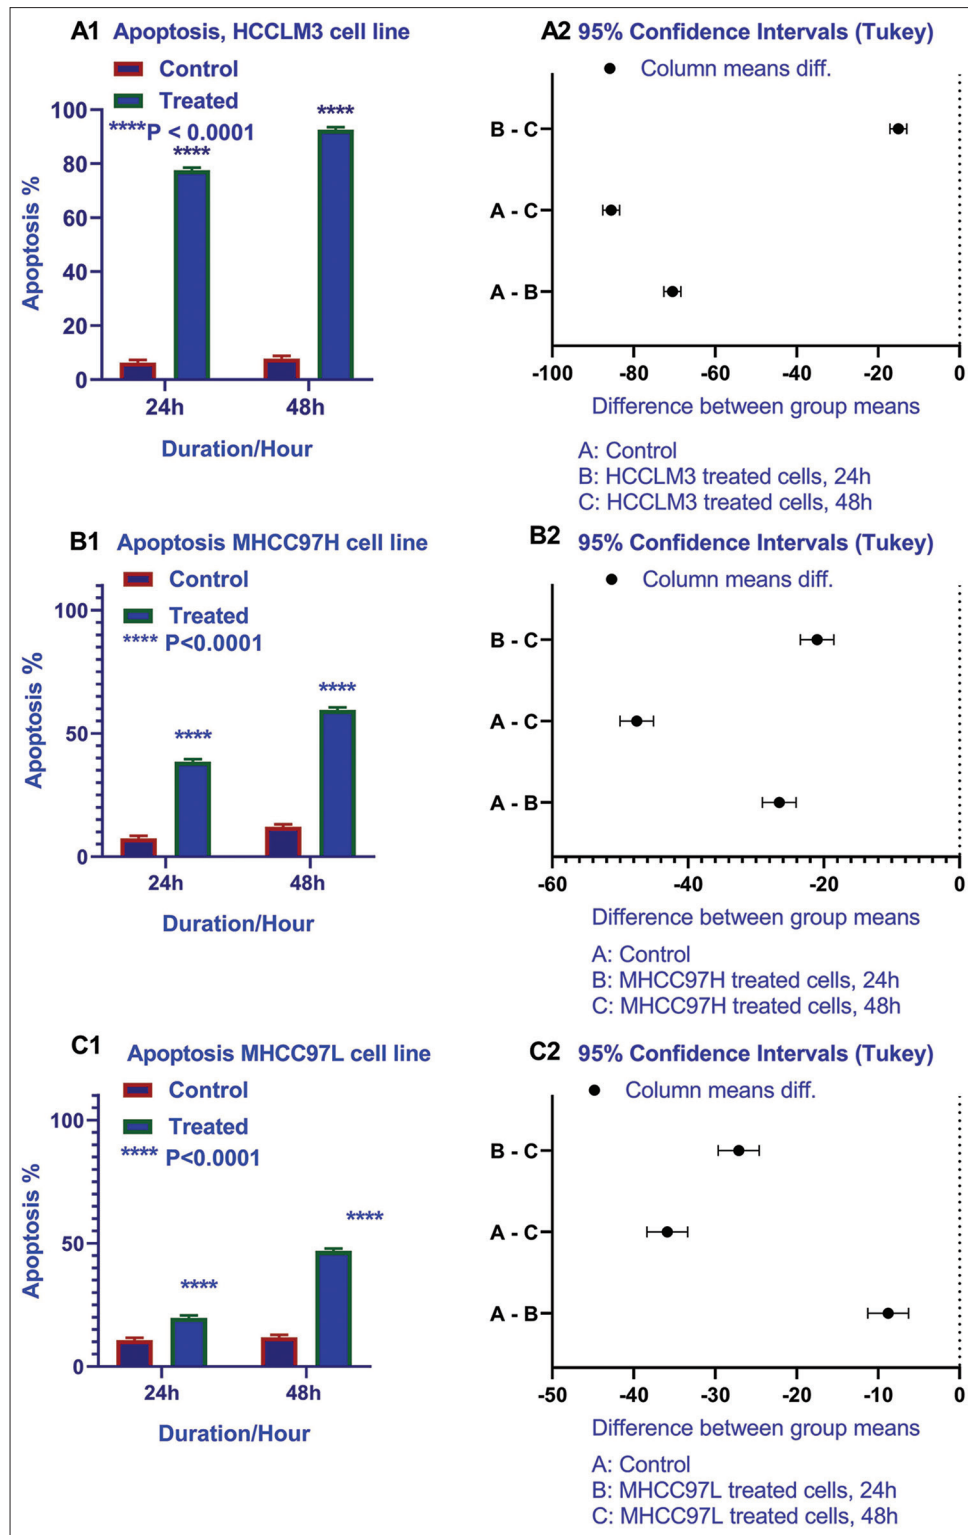 A1 Apoptosis, HCCLM3 cell line
Control
Treated
****P < 0.0001
****
****
100
80
60
40
20
0
Apoptosis %
24h 48h
Duration/Hour
A2 95% Confidence Intervals (Tukey)
Column means diff.
B - C
A - C
A - B
-100 -80 -60 -40 -20 0
Difference between group means
A: Control
B: HCCLM3 treated cells, 24h
C: HCCLM3 treated cells, 48h
B1 Apoptosis MHCC97H cell line
Control
Treated
**** P<0.0001
****
****
100
50
0
Apoptosis %
24h 48h
Duration/Hour
B2 95% Confidence Intervals (Tukey)
Column means diff.
B - C
A - C
A - B
-60 -40 -20 0
Difference between group means
A: Control
B: MHCC97H treated cells, 24h
C: MHCC97H treated cells, 48h
C1 Apoptosis MHCC97L cell line
Control
Treated
**** P<0.0001
****
****
100
50
0
Apoptosis %
24h 48h
Duration/Hour
C2 95% Confidence Intervals (Tukey)
Column means diff.
B - C
A - C
A - B
-50 -40 -30 -20 -10 0
Difference between group means
A: Control
B: MHCC97L treated cells, 24h
C: MHCC97L treated cells, 48h